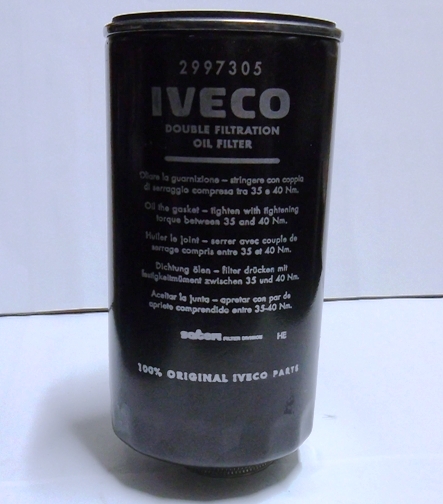 2997305
IVECO
DOUBLE FILTRATION
OIL FILTER
Oliare la guarnizione – stringere con coppia
di serraggio compresa tra 35 e 40 Nm.
Oil the gasket – tighten with tightening
torque between 35 and 40 Nm.
Huiler le joint – serrer avec couple de
serrage compris entre 35 et 40 Nm.
Dichtung ölen – filter drücken mit
zwischen 35 und 40 Nm.
Aceitar la junta – apretar con par de
apriete comprendido entre 35-40 Nm.
FILTER DIVISION HE
100% ORIGINAL IVECO PARTS